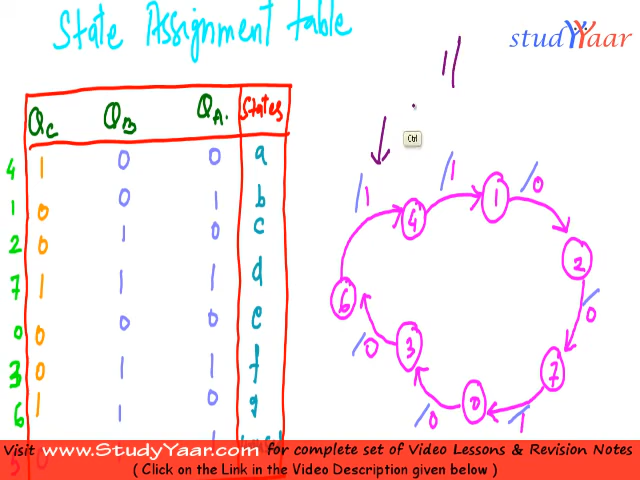 State Assignment table
studYYaar
11
Ctrl
QC QB QA. States
4 1 0 0 a
1 0 0 1 b
2 0 1 0 c
7 1 1 1 d
0 0 0 0 e
3 0 1 1 f
6 1 1 0 g
/1 /1 /0
4 1 2
6 /0
3 7
/0 0
/0 /1
Visit www.StudyYaar.com for complete set of Video Lessons & Revision Notes
( Click on the Link in the Video Description given below )